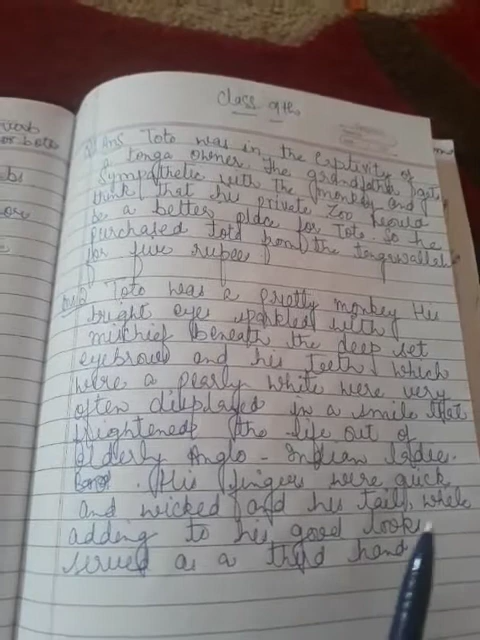 Class 9th
Ans Toto was in the captivity of
a tonga owner. The grandfather gets
sympathetic with the monkey and
think that his private zoo would
be a better place for Toto. So he
purchased toto from the tongawallah
for five rupee
Ans 2 Toto was a pretty monkey His
bright eyes sparkled with
mischief beneath the deep set
eyebrows and his teeth which
were a pearly white were very
often displayed in a smile that
frightened the life out of
elderly Anglo - Indian ladies.
His fingers were quick
and wicked and his tail, while
adding to his good looks
served as a third hand